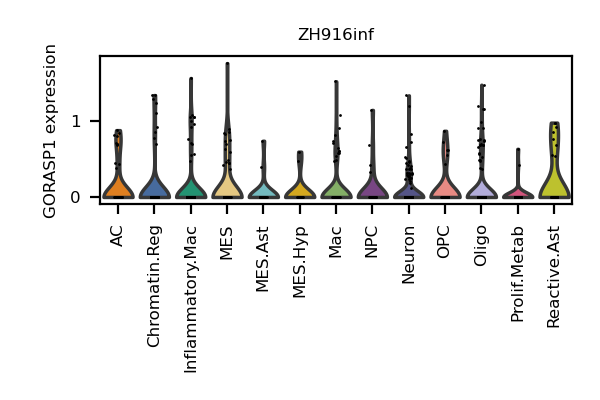 ZH916inf
GORASP1 expression
1
0
AC
Chromatin.Reg
Inflammatory.Mac
MES
MES.Ast
MES.Hyp
Mac
NPC
Neuron
OPC
Oligo
Prolif.Metab
Reactive.Ast